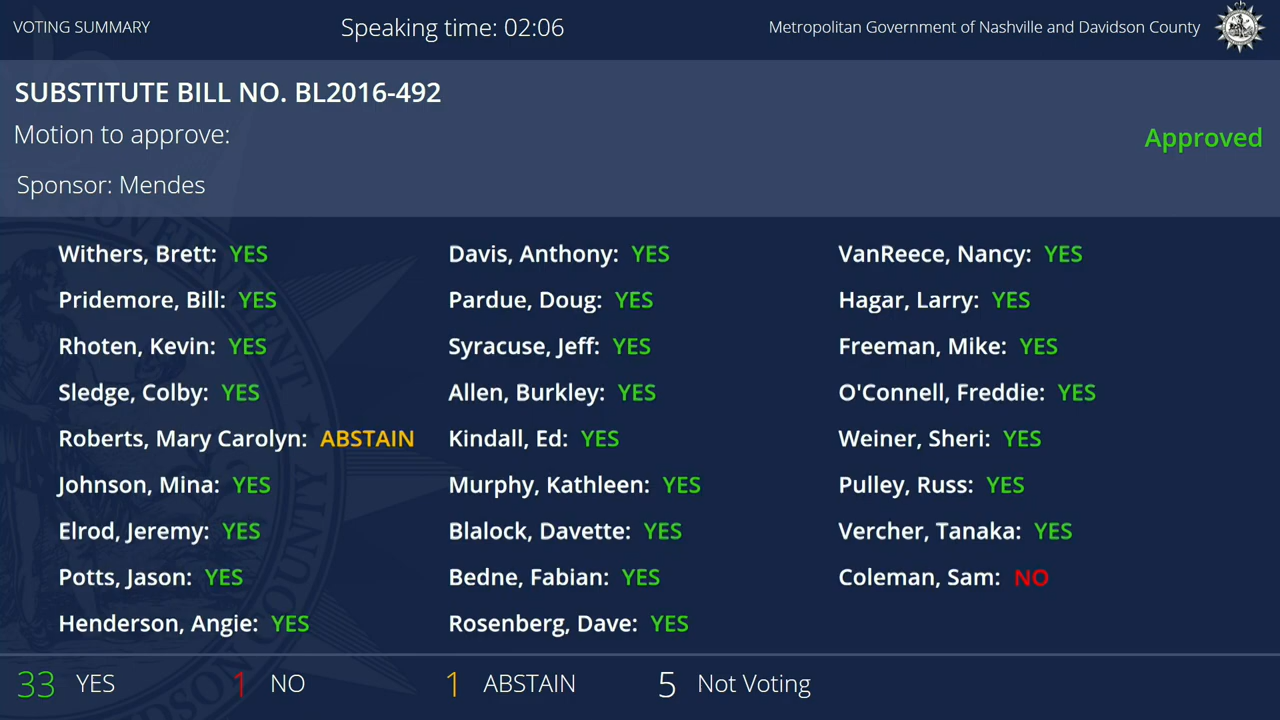 VOTING SUMMARY
Speaking time: 02:06
Metropolitan Government of Nashville and Davidson County
SUBSTITUTE BILL NO. BL2016-492
Motion to approve:
Approved
Sponsor: Mendes
Withers, Brett: YES
Davis, Anthony: YES
VanReece, Nancy: YES
Pridemore, Bill: YES
Pardue, Doug: YES
Hagar, Larry: YES
Rhoten, Kevin: YES
Syracuse, Jeff: YES
Freeman, Mike: YES
Sledge, Colby: YES
Allen, Burkley: YES
O'Connell, Freddie: YES
Roberts, Mary Carolyn: ABSTAIN
Kindall, Ed: YES
Weiner, Sheri: YES
Johnson, Mina: YES
Murphy, Kathleen: YES
Pulley, Russ: YES
Elrod, Jeremy: YES
Blalock, Davette: YES
Vercher, Tanaka: YES
Potts, Jason: YES
Bedne, Fabian: YES
Coleman, Sam: NO
Henderson, Angie: YES
Rosenberg, Dave: YES
33 YES
1 NO
1 ABSTAIN
5 Not Voting